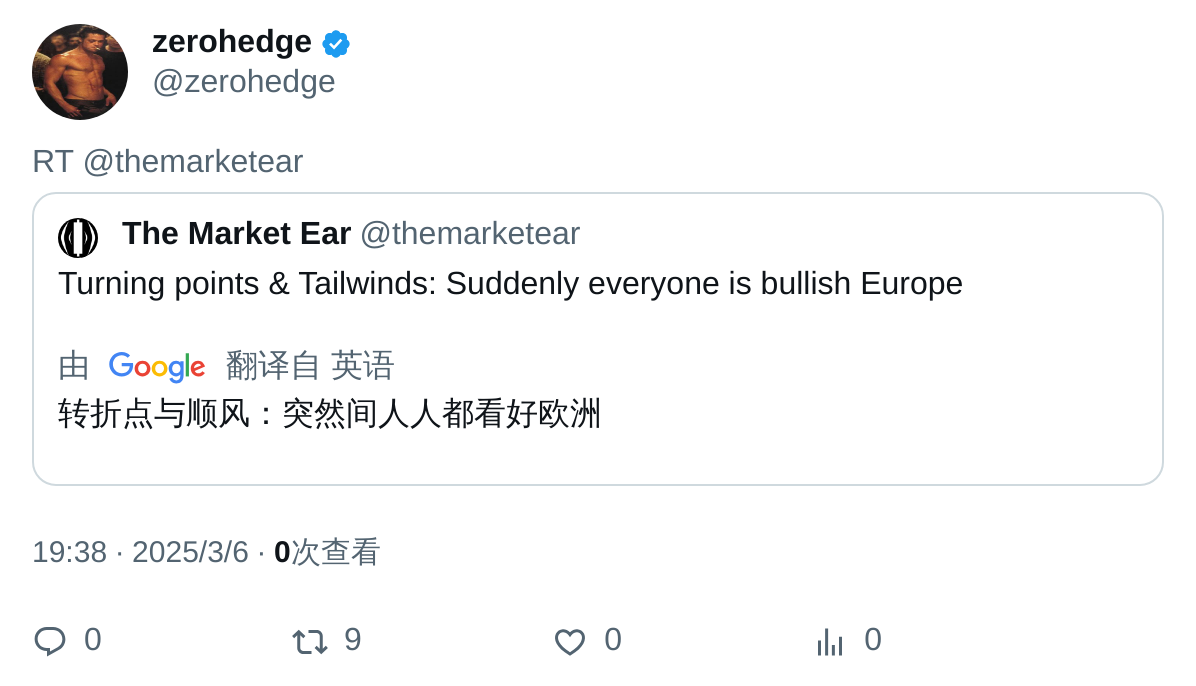 zerohedge
@zerohedge
RT @themarketear
The Market Ear @themarketear
Turning points & Tailwinds: Suddenly everyone is bullish Europe
由 Google 翻译自 英语
转折点与顺风：突然间人人都看好欧洲
19:38 · 2025/3/6 · 0次查看
0 9 0 0